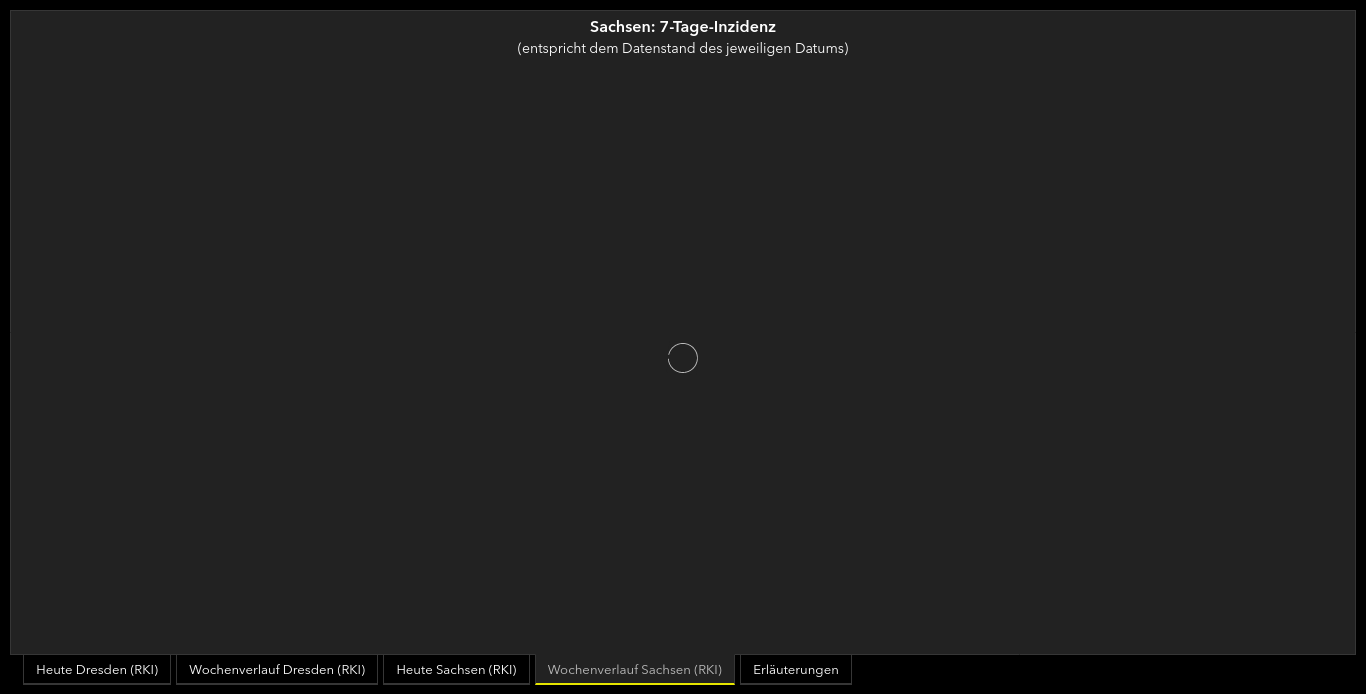 Sachsen: 7-Tage-Inzidenz
(entspricht dem Datenstand des jeweiligen Datums)
Heute Dresden (RKI)
Wochenverlauf Dresden (RKI)
Heute Sachsen (RKI)
Wochenverlauf Sachsen (RKI)
Erläuterungen